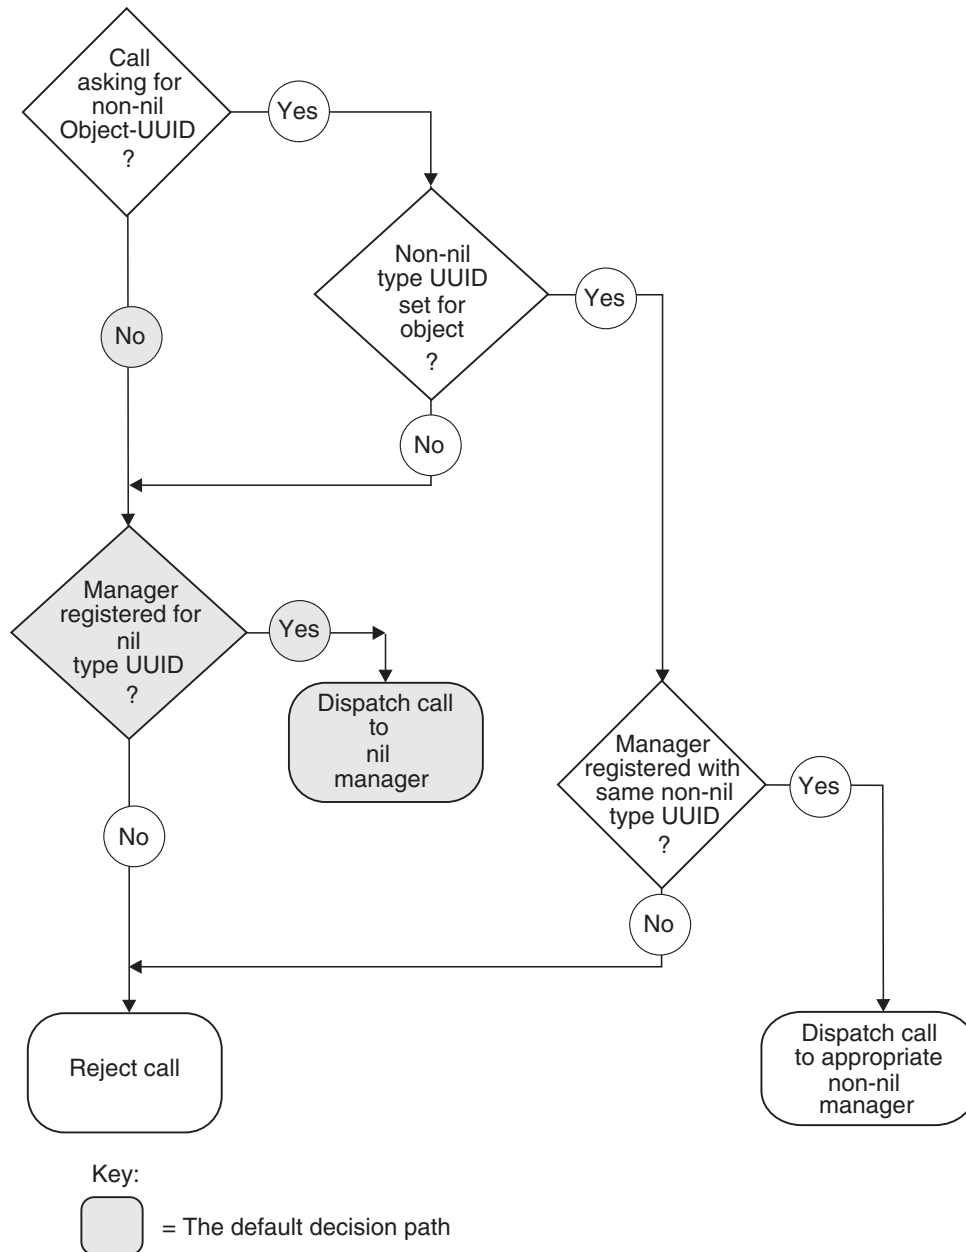 Call
asking for
non-nil
Object-UUID
?
Yes
Non-nil
type UUID
set for
object
?
Yes
No
No
Manager
registered for
nil
type UUID
?
Yes
Dispatch call
to
nil
manager
Manager
registered with
same non-nil
type UUID
?
Yes
No
No
Reject call
Dispatch call
to appropriate
non-nil
manager
Key:
= The default decision path